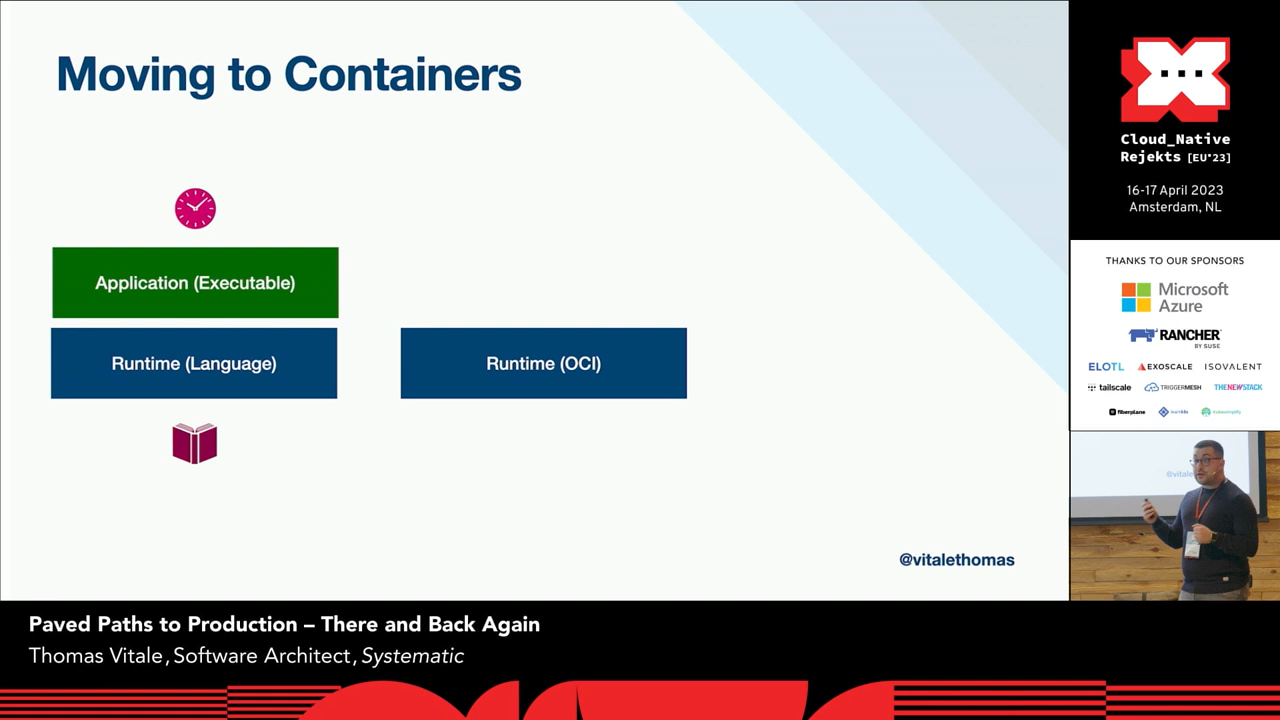 Moving to Containers
Application (Executable)
Runtime (Language)
Runtime (OCI)
@vitalethomas
Cloud_Native
Rejekts [EU*23]
16-17 April 2023
Amsterdam, NL
THANKS TO OUR SPONSORS
Microsoft
Azure
RANCHER
BY SUSE
ELOTL
EXOSCALE
ISOVALENT
tailscale
TRIGGERMESH
THENEWSTACK
fiberplane
@vitale
Paved Paths to Production – There and Back Again
Thomas Vitale, Software Architect, Systematic